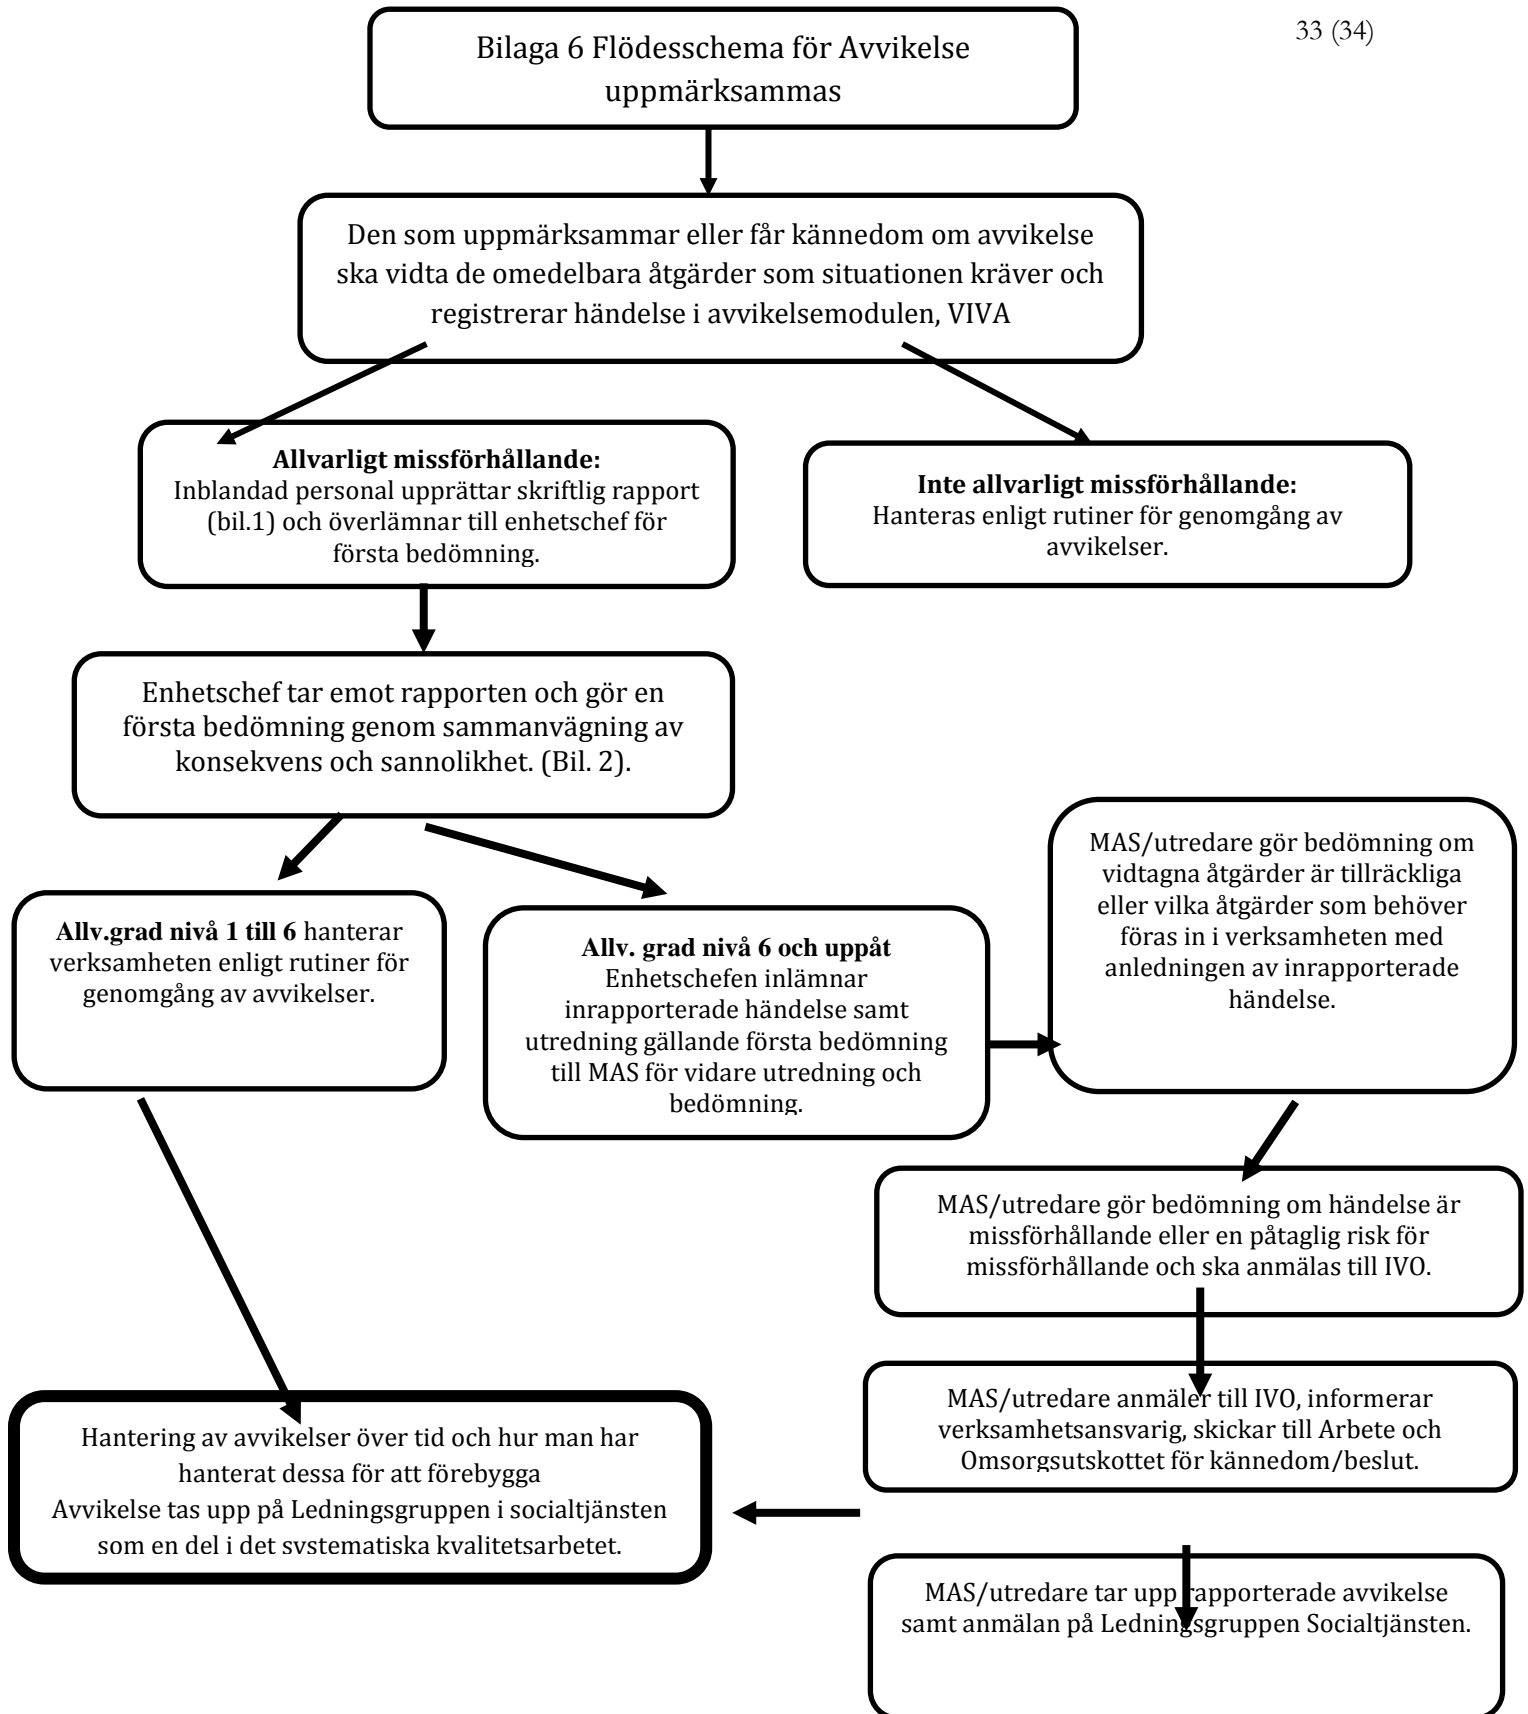 33 (34)
Bilaga 6 Flödesschema för Avvikelse
uppmärksammas
Den som uppmärksammar eller får kännedom om avvikelse
ska vidta de omedelbara åtgärder som situationen kräver och
registrerar händelse i avvikelsemodulen, VIVA
Allvarligt missförhållande:
Inblandad personal upprättar skriftlig rapport
(bil.1) och överlämnar till enhetschef för
första bedömning.
Inte allvarligt missförhållande:
Hanteras enligt rutiner för genomgång av
avvikelser.
Enhetschef tar emot rapporten och gör en
första bedömning genom sammanvägning av
konsekvens och sannolikhet. (Bil. 2).
Allv.grad nivå 1 till 6 hanterar
verksamheten enligt rutiner för
genomgång av avvikelser.
Allv. grad nivå 6 och uppåt
Enhetschefen inlämnar
inrapporterade händelse samt
utredning gällande första bedömning
till MAS för vidare utredning och
bedömning.
MAS/utredare gör bedömning om
vidtagna åtgärder är tillräckliga
eller vilka åtgärder som behöver
föras in i verksamheten med
anledningen av inrapporterade
händelse.
MAS/utredare gör bedömning om händelse är
missförhållande eller en påtaglig risk för
missförhållande och ska anmälas till IVO.
MAS/utredare anmäler till IVO, informerar
verksamhetsansvarig, skickar till Arbete och
Omsorgsutskottet för kännedom/beslut.
Hantering av avvikelser över tid och hur man har
hanterat dessa för att förebygga
Avvikelse tas upp på Ledningsgruppen i socialtjänsten
som en del i det systematiska kvalitetsarbetet.
MAS/utredare tar upp rapporterade avvikelse
samt anmälan på Ledningsgruppen Socialtjänsten.